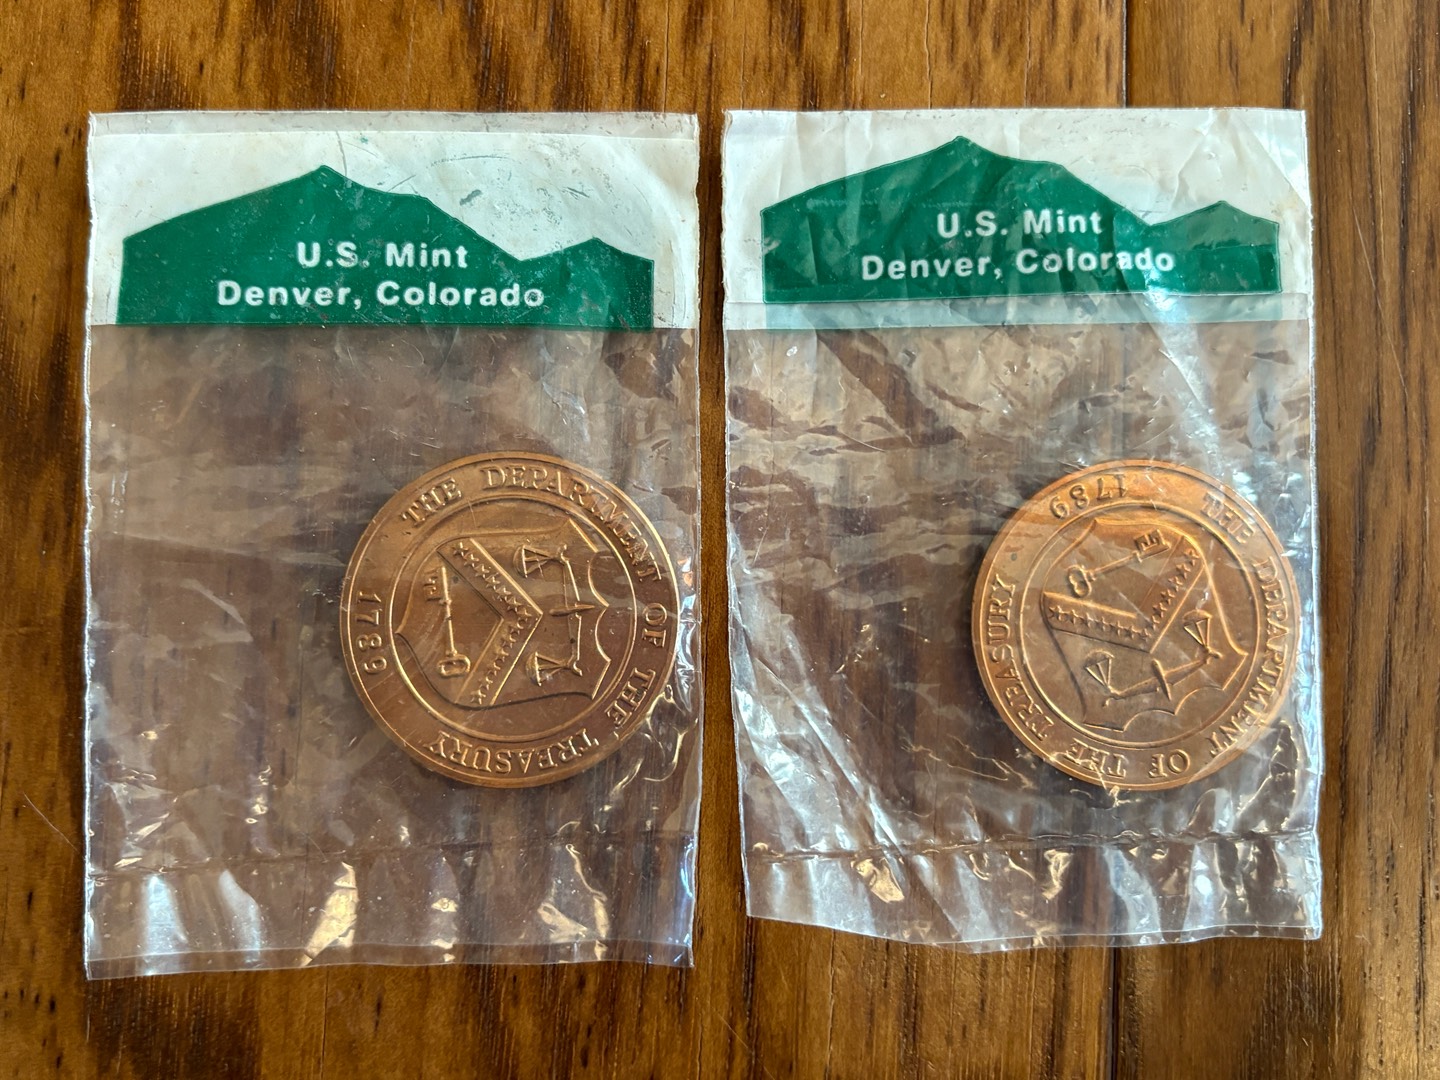 U.S. Mint
Denver, Colorado
THE DEPARTMENT OF THE TREASURY
1789
U.S. Mint
Denver, Colorado
THE DEPARTMENT OF THE TREASURY
1789